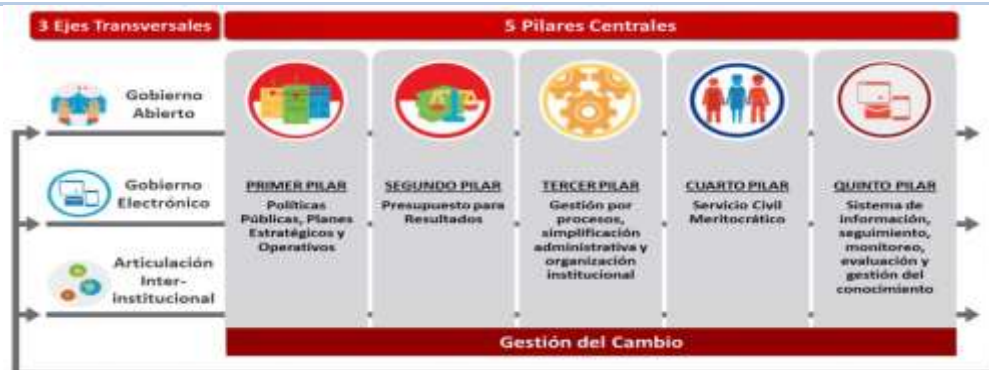 3 Ejes Transversales
5 Pilares Centrales
Gobierno
Abierto
Gobierno
Electrónico
Articulación
Inter-
institucional
PRIMER PILAR
Políticas
Públicas, Planes
Estratégicos y
Operativos
SEGUNDO PILAR
Presupuesto para
Resultados
TERCER PILAR
Gestión por
procesos,
simplificación
administrativa y
organización
institucional
CUARTO PILAR
Servicio Civil
Meritocrático
QUINTO PILAR
Sistema de
información,
seguimiento,
monitoreo,
evaluación y
gestión del
conocimiento
Gestión del Cambio